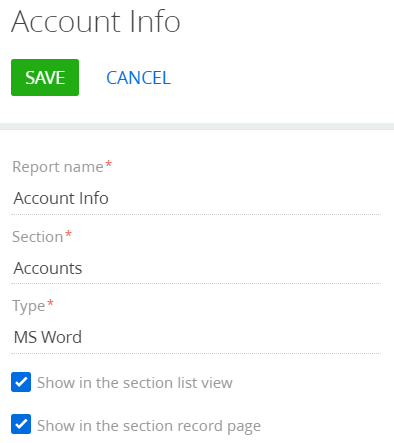 Account Info
SAVE CANCEL
Report name*
Account Info
Section*
Accounts
Type*
MS Word
Show in the section list view
Show in the section record page